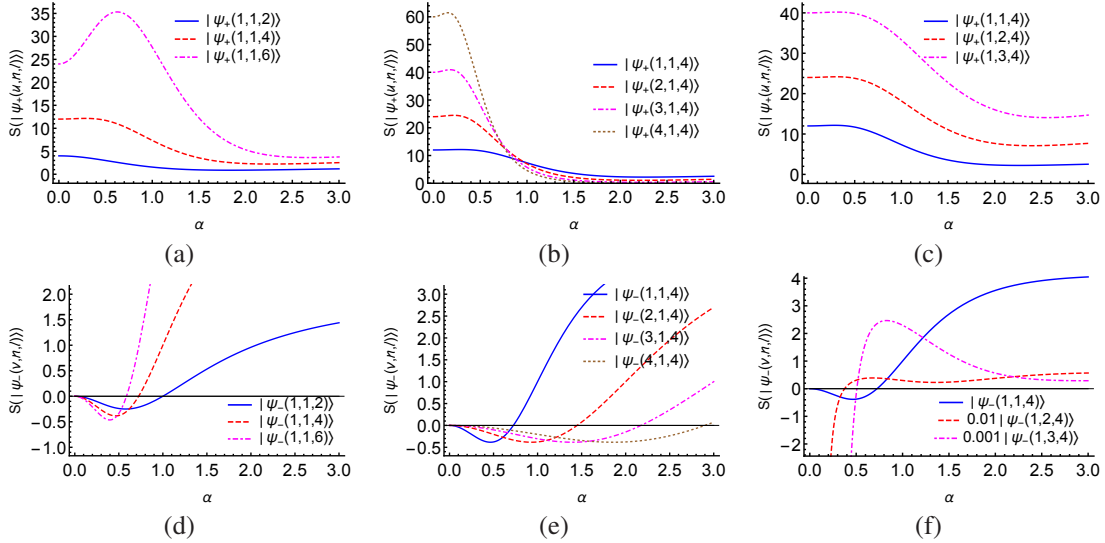 S(| ψ+(u,n,l)⟩)
35
30
25
20
15
10
5
0
0.0 0.5 1.0 1.5 2.0 2.5 3.0
α
| ψ+(1,1,2)⟩
| ψ+(1,1,4)⟩
| ψ+(1,1,6)⟩
(a)
S(| ψ+(u,n,l)⟩)
60
50
40
30
20
10
0
0.0 0.5 1.0 1.5 2.0 2.5 3.0
α
| ψ+(1,1,4)⟩
| ψ+(2,1,4)⟩
| ψ+(3,1,4)⟩
| ψ+(4,1,4)⟩
(b)
S(| ψ+(u,n,l)⟩)
40
30
20
10
0
0.0 0.5 1.0 1.5 2.0 2.5 3.0
α
| ψ+(1,1,4)⟩
| ψ+(1,2,4)⟩
| ψ+(1,3,4)⟩
(c)
S(| ψ−(v,n,l)⟩)
2.0
1.5
1.0
0.5
0.0
−0.5
−1.0
0.0 0.5 1.0 1.5 2.0 2.5 3.0
α
| ψ−(1,1,2)⟩
| ψ−(1,1,4)⟩
| ψ−(1,1,6)⟩
(d)
S(| ψ−(v,n,l)⟩)
3.0
2.5
2.0
1.5
1.0
0.5
0.0
−0.5
0.0 0.5 1.0 1.5 2.0 2.5 3.0
α
| ψ−(1,1,4)⟩
| ψ−(2,1,4)⟩
| ψ−(3,1,4)⟩
| ψ−(4,1,4)⟩
(e)
S(| ψ−(v,n,l)⟩)
4
3
2
1
0
−1
−2
0.0 0.5 1.0 1.5 2.0 2.5 3.0
α
| ψ−(1,1,4)⟩
0.01 | ψ−(1,2,4)⟩
0.001 | ψ−(1,3,4)⟩
(f)